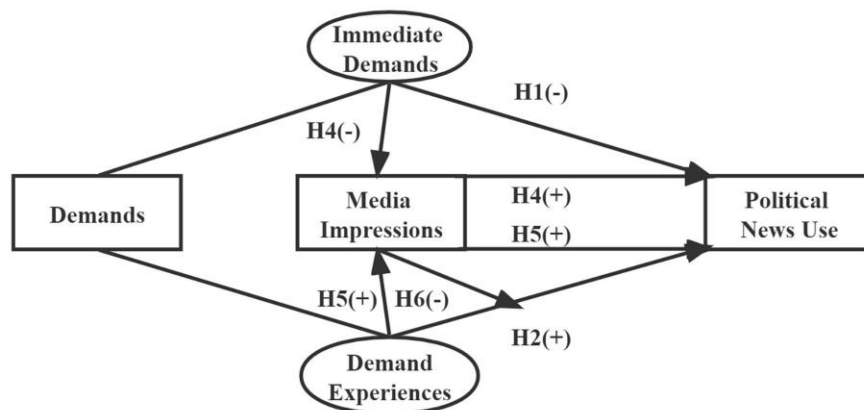 Immediate
Demands
H1(-)
H4(-)
Demands
Media
Impressions
H4(+)
H5(+)
Political
News Use
H5(+)
H6(-)
H2(+)
Demand
Experiences